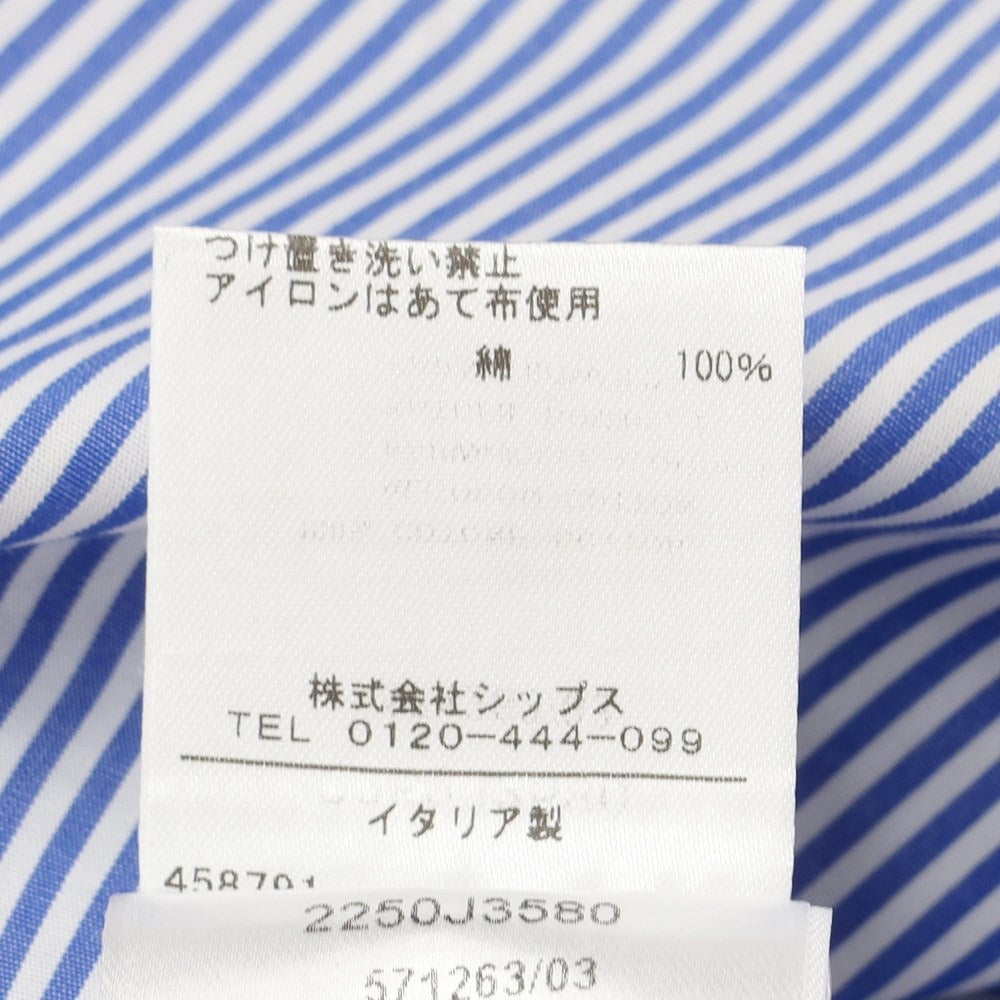 つけ置き洗い禁止
アイロンはあて布使用
綿 100%
株式会社シップス
TEL 0120-444-099
イタリア製
458791
2250J3580
571263/03